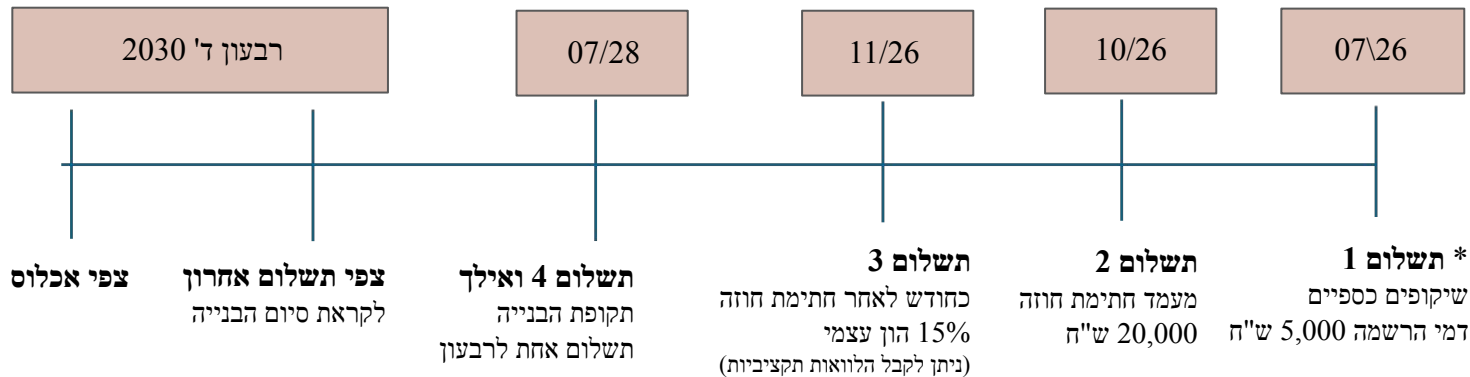 07\26
10/26
11/26
07/28
רבעון ד' 2030
* תשלום 1
שיקופים כספיים
דמי הרשמה 5,000 ש"ח
תשלום 2
מעמד חתימת חוזה
20,000 ש"ח
תשלום 3
כחודש לאחר חתימת חוזה
15% הון עצמי
(ניתן לקבל הלוואות תקציביות)
תשלום 4 ואילך
תקופת הבנייה
תשלום אחת לרבעון
צפי תשלום אחרון
לקראת סיום הבנייה
צפי אכלוס